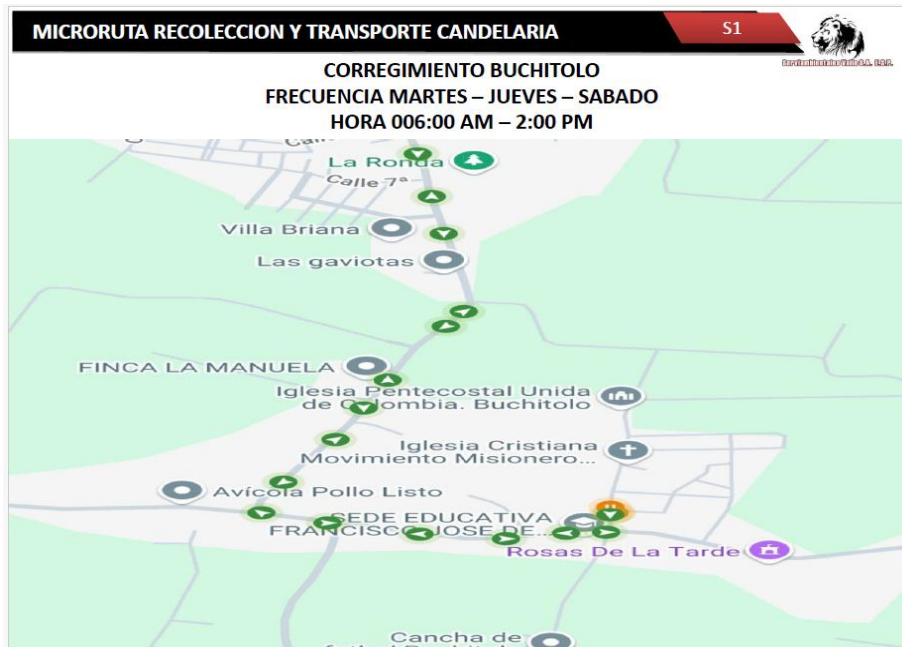 MICRORUTA RECOLECCION Y TRANSPORTE CANDELARIA
S1
Serviambientales Valle S.A. E.S.P.
CORREGIMIENTO BUCHITOLO
FRECUENCIA MARTES – JUEVES – SABADO
HORA 006:00 AM – 2:00 PM
La Ronda
Calle 7ª
Villa Briana
Las gaviotas
FINCA LA MANUELA
Iglesia Pentecostal Unida
de Colombia. Buchitolo
Iglesia Cristiana
Movimiento Misionero...
Avícola Pollo Listo
SEDE EDUCATIVA
FRANCISCO JOSE DE...
Rosas De La Tarde
Cancha de